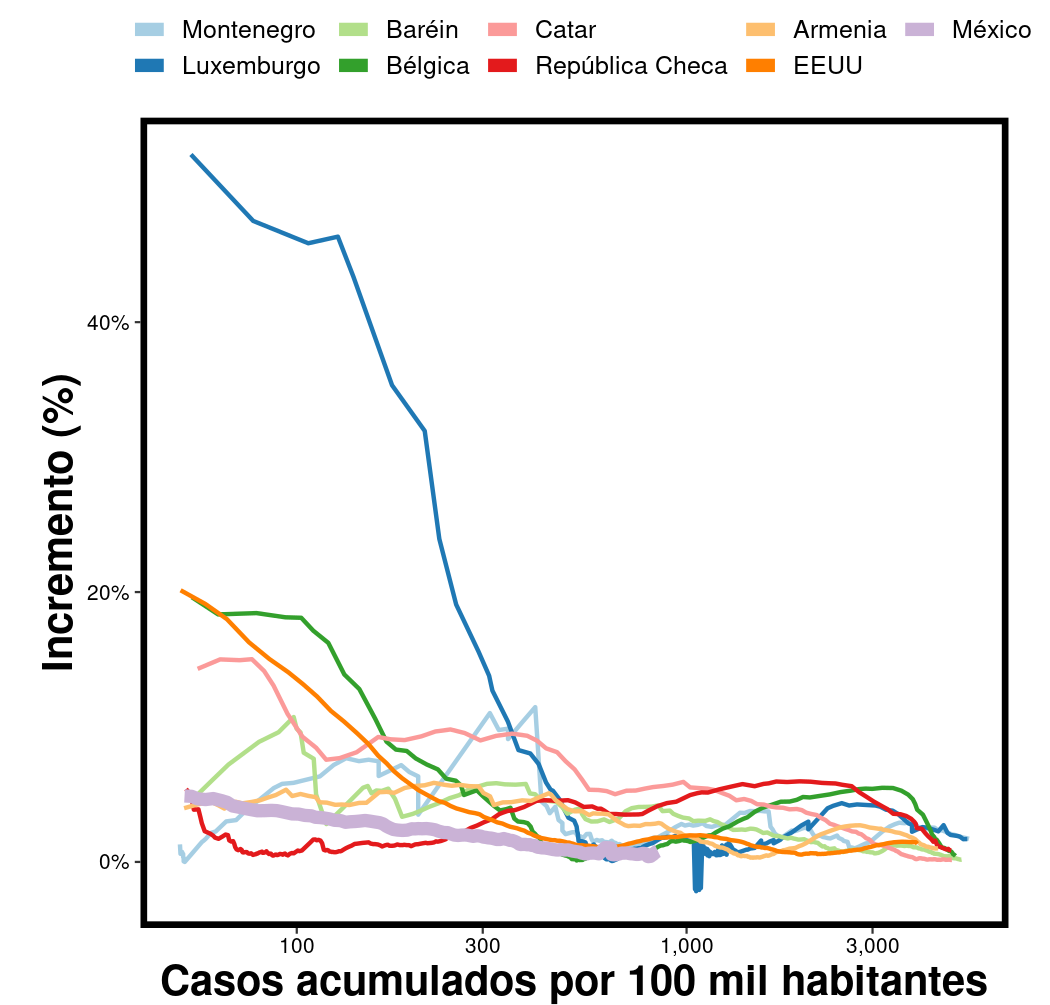 Montenegro Baréin Catar Armenia México
Luxemburgo Bélgica República Checa EEUU
40%
20%
0%
Incremento (%)
100 300 1,000 3,000
Casos acumulados por 100 mil habitantes